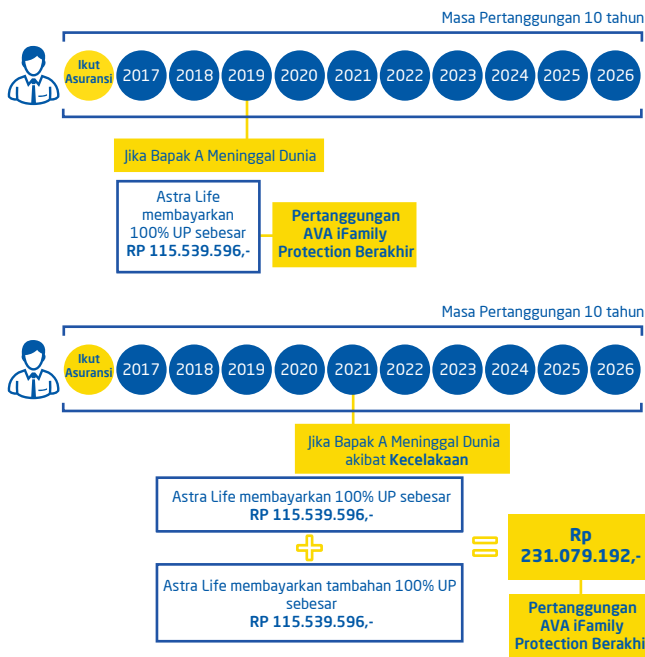 Masa Pertanggungan 10 tahun
Ikut
Asuransi
2017 2018 2019 2020 2021 2022 2023 2024 2025 2026
Jika Bapak A Meninggal Dunia
Astra Life
membayarkan
100% UP sebesar
RP 115.539.596,-
Pertanggungan
AVA iFamily
Protection Berakhir
Masa Pertanggungan 10 tahun
Ikut
Asuransi
2017 2018 2019 2020 2021 2022 2023 2024 2025 2026
Jika Bapak A Meninggal Dunia
akibat Kecelakaan
Astra Life membayarkan 100% UP sebesar
RP 115.539.596,-
+
=
Astra Life membayarkan tambahan 100% UP
sebesar
RP 115.539.596,-
Rp
231.079.192,-
Pertanggungan
AVA iFamily
Protection Berakhi